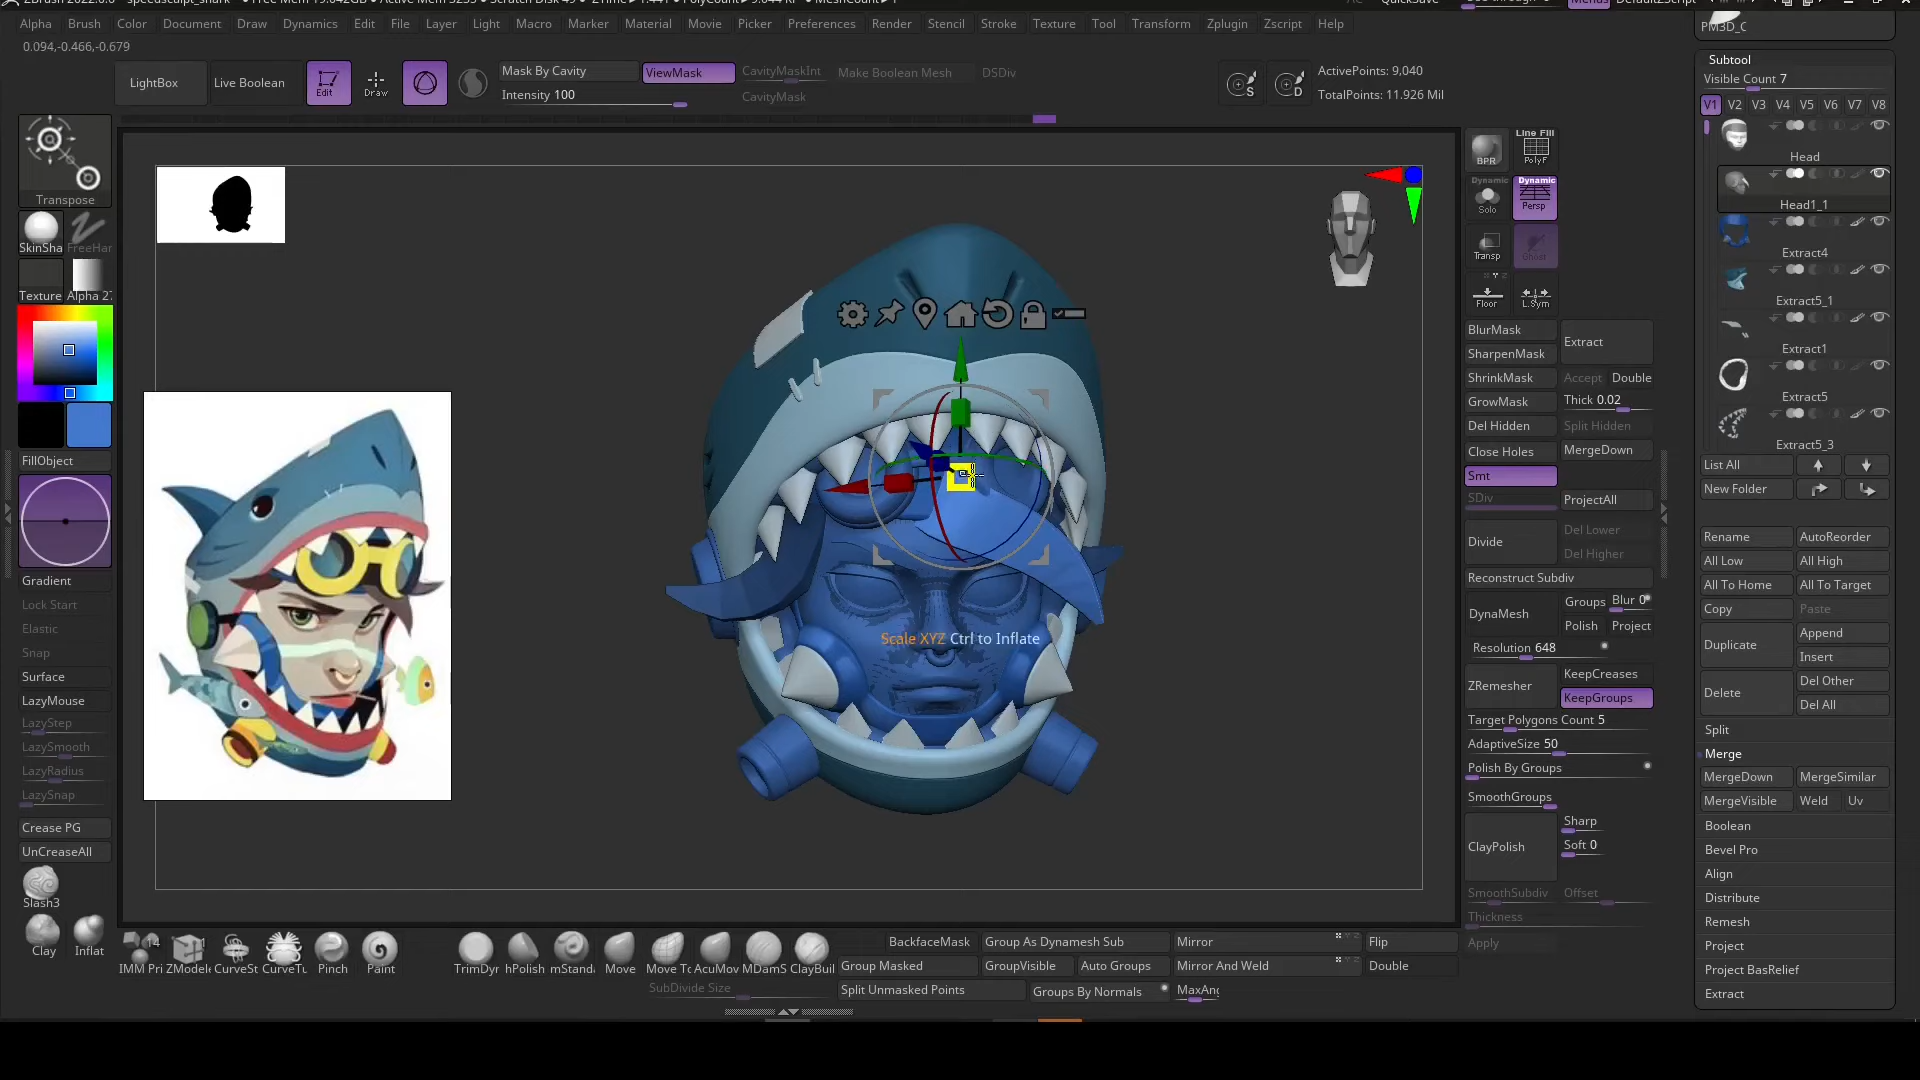 Alpha Brush Color Document Draw Dynamics Edit File Layer Light Macro Marker Material Movie Picker Preferences Render Stencil Stroke Texture Tool Transform Zplugin Zscript Help
PM3D_C
0.094,-0.466,-0.679
LightBox
Live Boolean
Edit
Draw
Mask By Cavity
ViewMask
CavityMaskInt
Make Boolean Mesh
DSDiv
Intensity 100
CavityMask
S
D
ActivePoints: 9,040
TotalPoints: 11.926 Mil
Transpose
SkinSha
FreeHan
Texture
Alpha 27
FillObject
Gradient
Lock Start
Elastic
Snap
Surface
LazyMouse
LazyStep
LazySmooth
LazyRadius
LazySnap
Crease PG
UnCreaseAll
Slash3
Clay
Inflat
Scale XYZ Ctrl to Inflate
BPR
Line Fill
PolyF
Dynamic
Solo
Dynamic
Persp
Transp
Ghost
Floor
L.Sym
BlurMask
SharpenMask
Extract
ShrinkMask
Accept
Double
GrowMask
Thick 0.02
Del Hidden
Split Hidden
Close Holes
MergeDown
Smt
SDiv
ProjectAll
Divide
Del Lower
Del Higher
Reconstruct Subdiv
DynaMesh
Groups
Blur 0
Polish
Project
Resolution 648
ZRemesher
KeepCreases
KeepGroups
Target Polygons Count 5
AdaptiveSize 50
Polish By Groups
SmoothGroups
ClayPolish
Sharp
Soft 0
SmoothSubdiv
Offset
Thickness
Apply
Subtool
Visible Count 7
V1 V2 V3 V4 V5 V6 V7 V8
Head
Head1_1
Extract4
Extract5_1
Extract1
Extract5
Extract5_3
List All
New Folder
Rename
AutoReorder
All Low
All High
All To Home
All To Target
Copy
Paste
Duplicate
Append
Insert
Delete
Del Other
Del All
Split
Merge
MergeDown
MergeSimilar
MergeVisible
Weld
Uv
Boolean
Bevel Pro
Align
Distribute
Remesh
Project
Project BasRelief
Extract
14
IMM Pri
ZModele
CurveSt
CurveTu
Pinch
Paint
TrimDyr
hPolish
mStand
Move
Move To
AcuMov
MDamS
ClayBuil
BackfaceMask
Group As Dynamesh Sub
Mirror
Flip
Group Masked
GroupVisible
Auto Groups
Mirror And Weld
Double
SubDivide Size
Split Unmasked Points
Groups By Normals
MaxAng